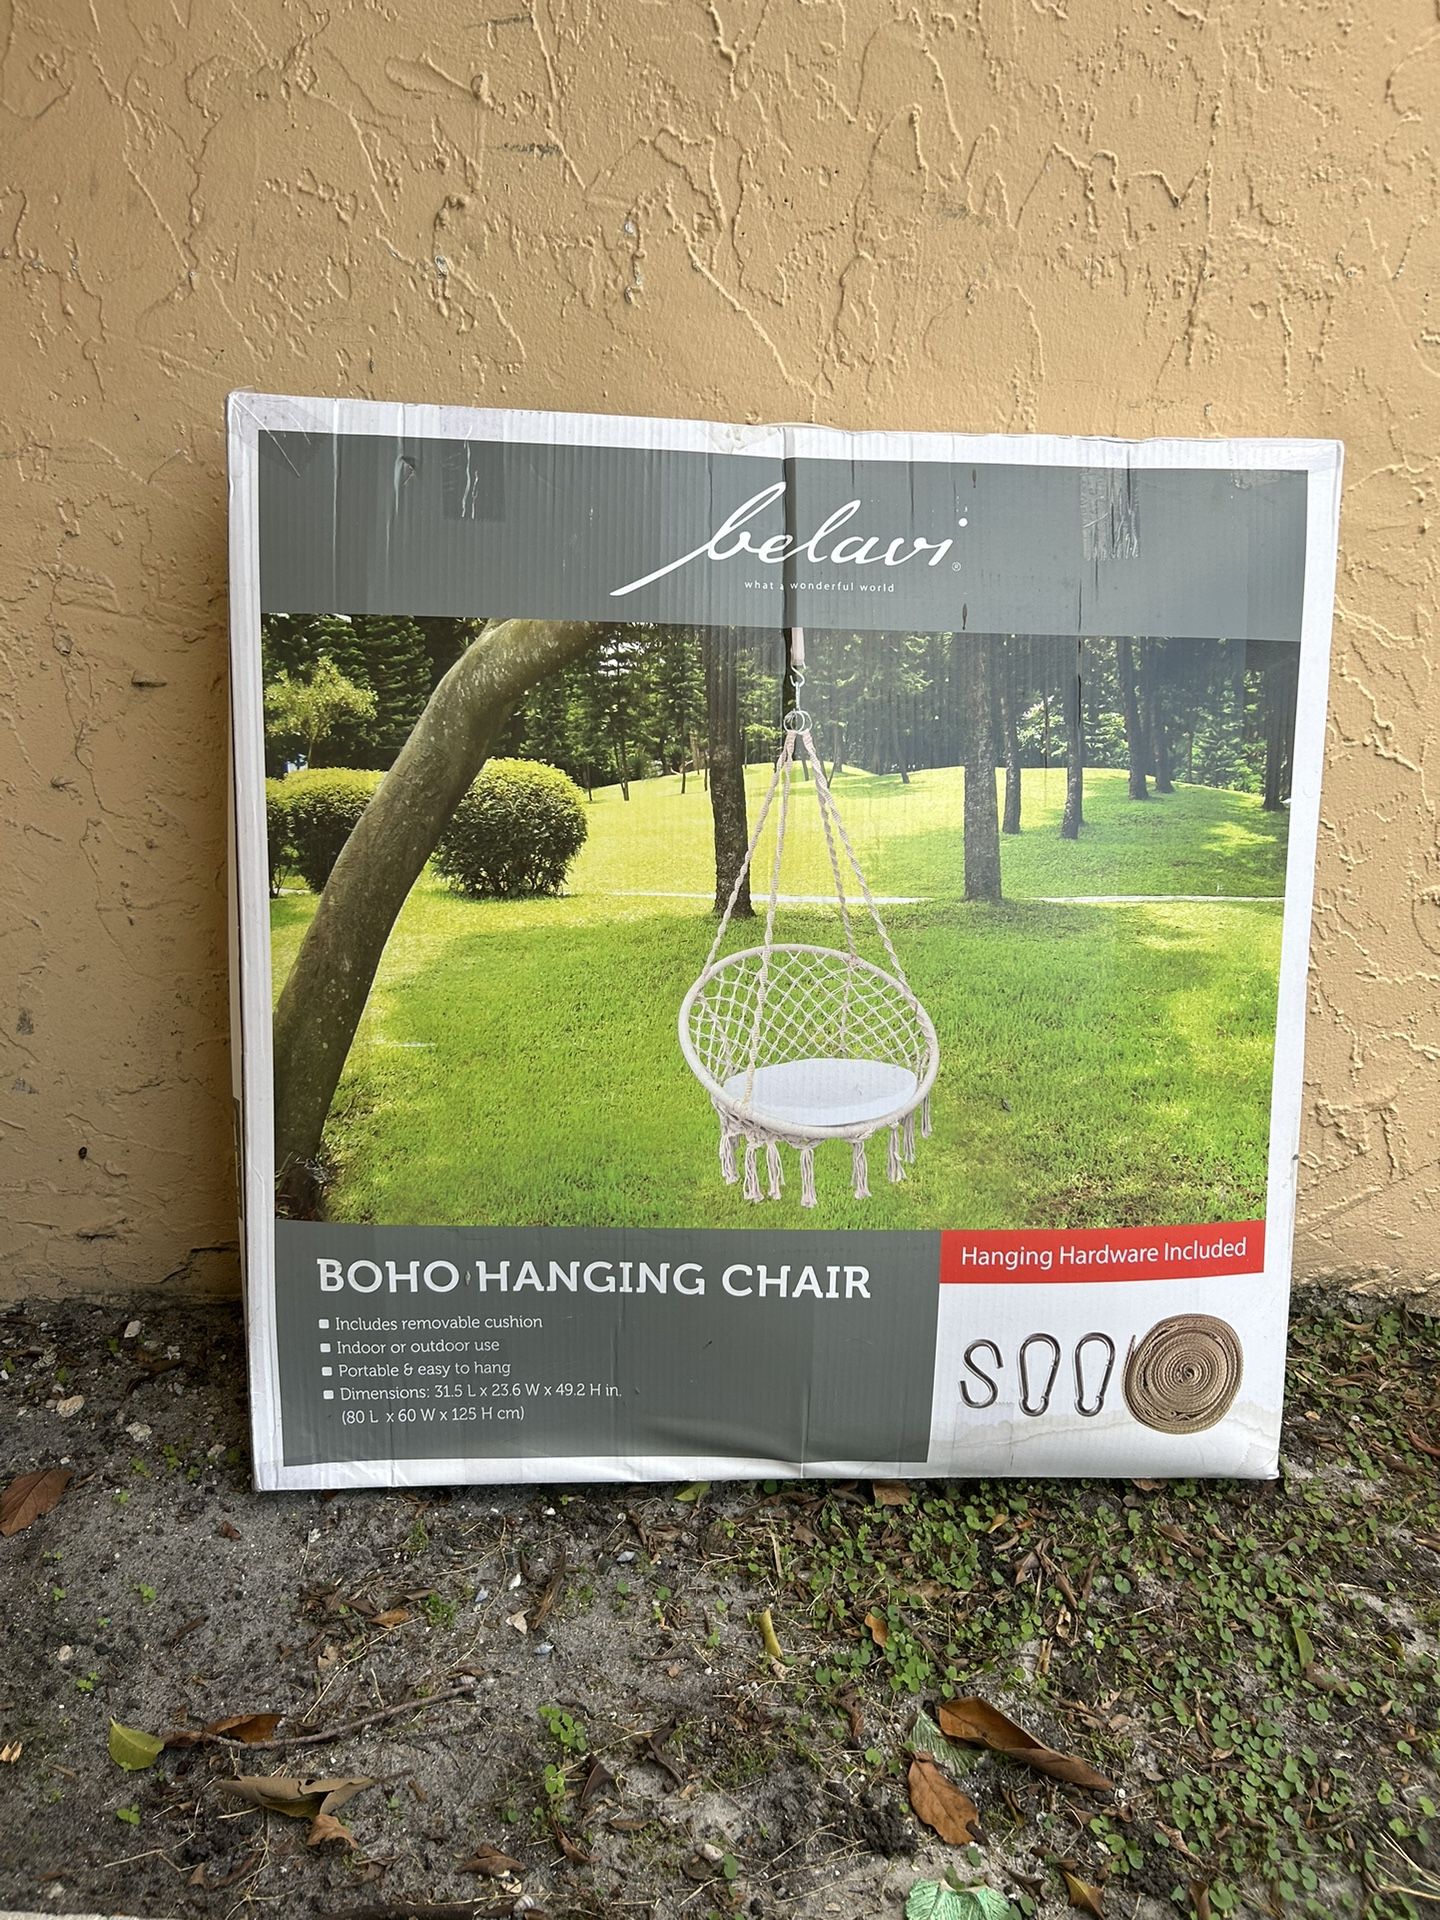 belavi®
what a wonderful world
BOHO HANGING CHAIR
▪ Includes removable cushion
▪ Indoor or outdoor use
▪ Portable & easy to hang
▪ Dimensions: 31.5 L x 23.6 W x 49.2 H in.
(80 L x 60 W x 125 H cm)
Hanging Hardware Included